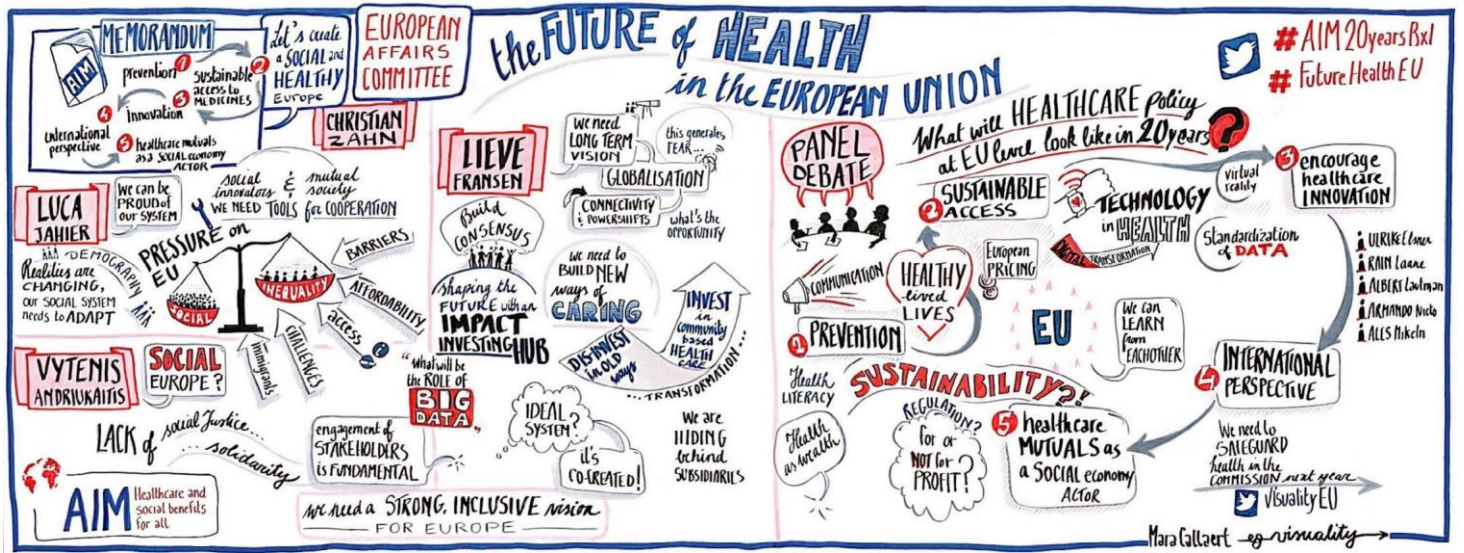 the FUTURE of HEALTH
in the EUROPEAN UNION
MEMORANDUM
AIM
1
prevention
2
sustainable
access to
MEDICINES
3
Innovation
4
international
perspective
5
healthcare mutuals
as a SOCIAL economy
ACTOR
Let's create
a SOCIAL and
HEALTHY
Europe
EUROPEAN
AFFAIRS
COMMITTEE
CHRISTIAN
ZAHN
LUCA
JAHIER
We can be
PROUD of
our SYSTEM
social
innovators & mutual
society
WE NEED TOOLS for COOPERATION
DEMOGRAPHY
Realities are
CHANGING,
our SOCIAL SYSTEM
needs to ADAPT
PRESSURE on
EU
SOCIAL
INEQUALITY
BARRIERS
AFFORDABILITY
access
CHALLENGES
immigrants
VYTENIS
ANDRIUKAITIS
SOCIAL
EUROPE?
LACK of social Justice...
...solidarity
engagement of
STAKEHOLDERS
is FUNDAMENTAL
AIM
Healthcare and
social benefits
for all
we need a STRONG, INCLUSIVE vision
FOR EUROPE
LIEVE
FRANSEN
We need
LONG TERM
VISION
this generates
FEAR...
GLOBALISATION
CONNECTIVITY
POWERSHIFTS
what's the
OPPORTUNITY
Build
CONSENSUS
shaping the
FUTURE with an
IMPACT
INVESTING HUB
we need to
BUILD NEW
ways of
CARING
DISINVEST
in OLD
ways
INVEST
in
community
based
HEALTH
CARE
...TRANSFORMATION...
"what will be
the ROLE of
BIG
DATA"
IDEAL
SYSTEM?
it's
CO-CREATED!
We are
HIDING
behind
SUBSIDIARIES
PANEL
DEBATE
What will HEALTHCARE policy
at EU level look like in 20 years?
# AIM20yearsBxl
# FutureHealthEU
COMMUNICATION
1
PREVENTION
HEALTHY
lived
LIVES
2
SUSTAINABLE
ACCESS
European
PRICING
TECHNOLOGY
in HEALTH
DIGITAL TRANSFORMATION
virtual
reality
3
encourage
healthcare
INNOVATION
Standardization
of DATA
EU
We can
LEARN
from
EACHOTHER
ULRIKE Elsner
RAIN Laane
ALBERT
ARMANDO Nieto
ALIS
4
INTERNATIONAL
PERSPECTIVE
Health
LITERACY
SUSTAINABILITY?!
Health
as wealth
REGULATION?
for or
NOT for
PROFIT?
5
healthcare
MUTUALS as
a SOCIAL economy
ACTOR
We need to
SAFEGUARD
health in the
COMMISSION next year
Visuality EU
Mara Callaert
visuality